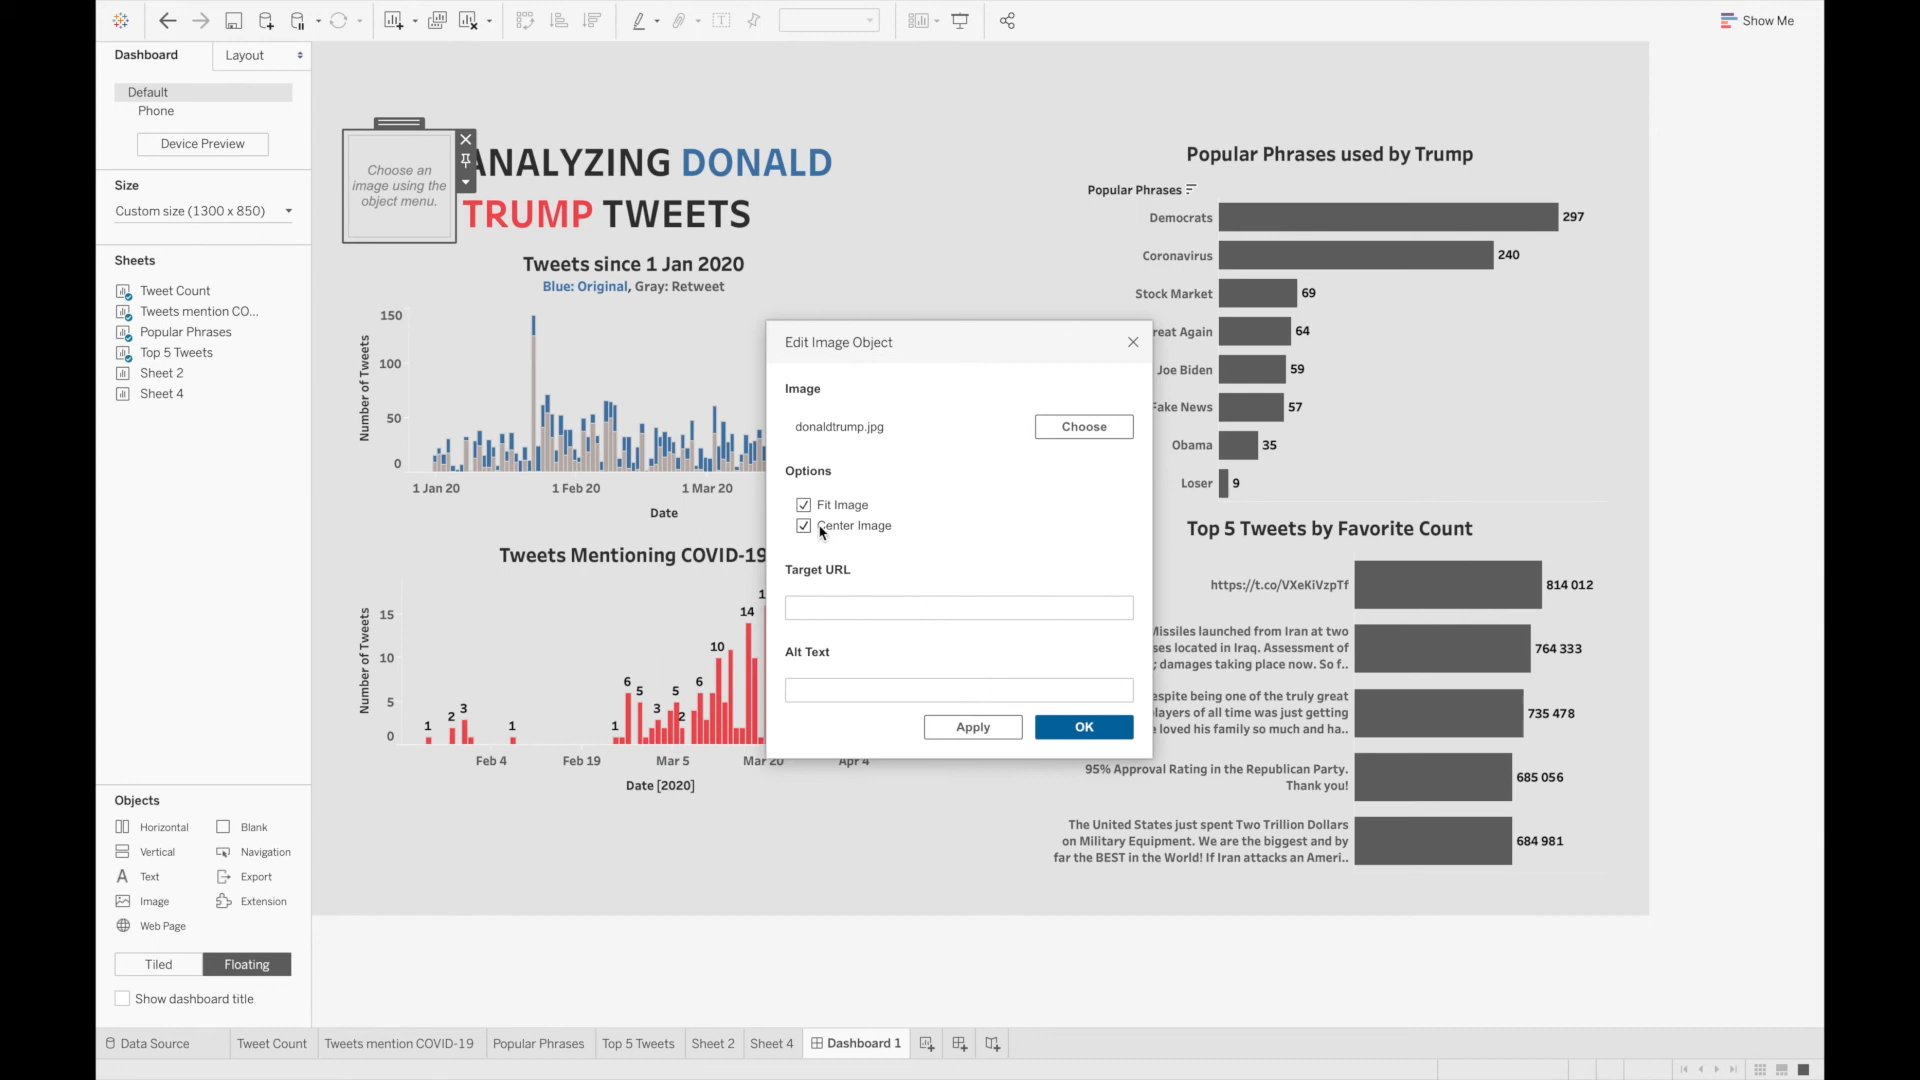 Show Me
Dashboard
Layout
Default
Phone
Device Preview
Size
Custom size (1300 x 850)
Sheets
Tweet Count
Tweets mention CO...
Popular Phrases
Top 5 Tweets
Sheet 2
Sheet 4
Objects
Horizontal
Blank
Vertical
Navigation
Text
Export
Image
Extension
Web Page
Tiled
Floating
Show dashboard title
Choose an
image using the
object menu.
ANALYZING DONALD
TRUMP TWEETS
Tweets since 1 Jan 2020
Blue: Original, Gray: Retweet
Number of Tweets
150
100
50
0
1 Jan 20
1 Feb 20
1 Mar 20
Date
Tweets Mentioning COVID-19
Number of Tweets
15
10
5
0
1
2
3
1
1
6
5
3
5
2
6
10
14
1
Feb 4
Feb 19
Mar 5
Mar 20
Apr 4
Date [2020]
Edit Image Object
Image
donaldtrump.jpg
Choose
Options
Fit Image
Center Image
Target URL
Alt Text
Apply
OK
Popular Phrases used by Trump
Popular Phrases
Democrats 297
Coronavirus 240
Stock Market 69
reat Again 64
Joe Biden 59
Fake News 57
Obama 35
Loser 9
Top 5 Tweets by Favorite Count
https://t.co/VXeKiVzpTf
814 012
Missiles launched from Iran at two
ses located in Iraq. Assessment of
; damages taking place now. So f..
764 333
espite being one of the truly great
layers of all time was just getting
e loved his family so much and ha..
735 478
95% Approval Rating in the Republican Party.
Thank you!
685 056
The United States just spent Two Trillion Dollars
on Military Equipment. We are the biggest and by
far the BEST in the World! If Iran attacks an Ameri..
684 981
Data Source
Tweet Count
Tweets mention COVID-19
Popular Phrases
Top 5 Tweets
Sheet 2
Sheet 4
Dashboard 1